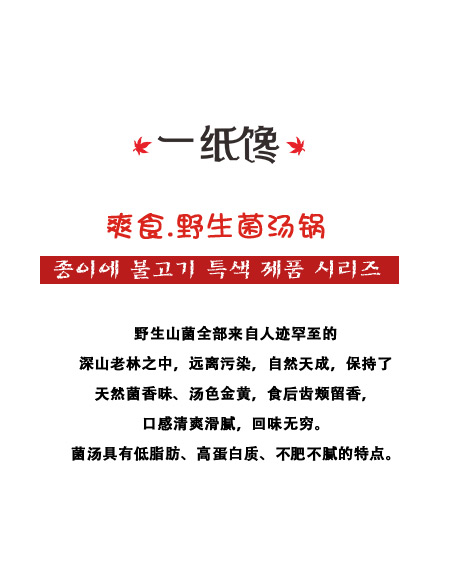 一纸馋
爽食.野生菌汤锅
종이에 불고기 특색 제품 시리즈
野生山菌全部来自人迹罕至的
深山老林之中，远离污染，自然天成，保持了
天然菌香味、汤色金黄，食后齿颊留香，
口感清爽滑腻，回味无穷。
菌汤具有低脂肪、高蛋白质、不肥不腻的特点。